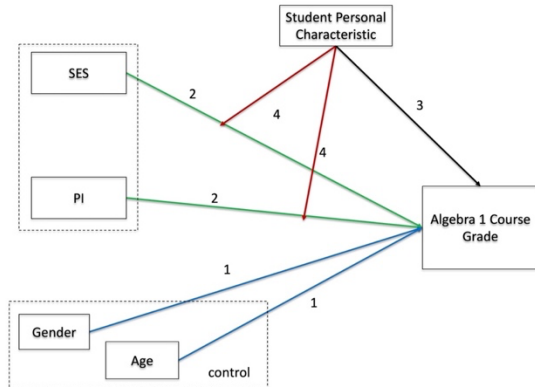 Student Personal
Characteristic
SES
2
4
3
4
PI
2
Algebra 1 Course
Grade
1
1
Gender
Age
control